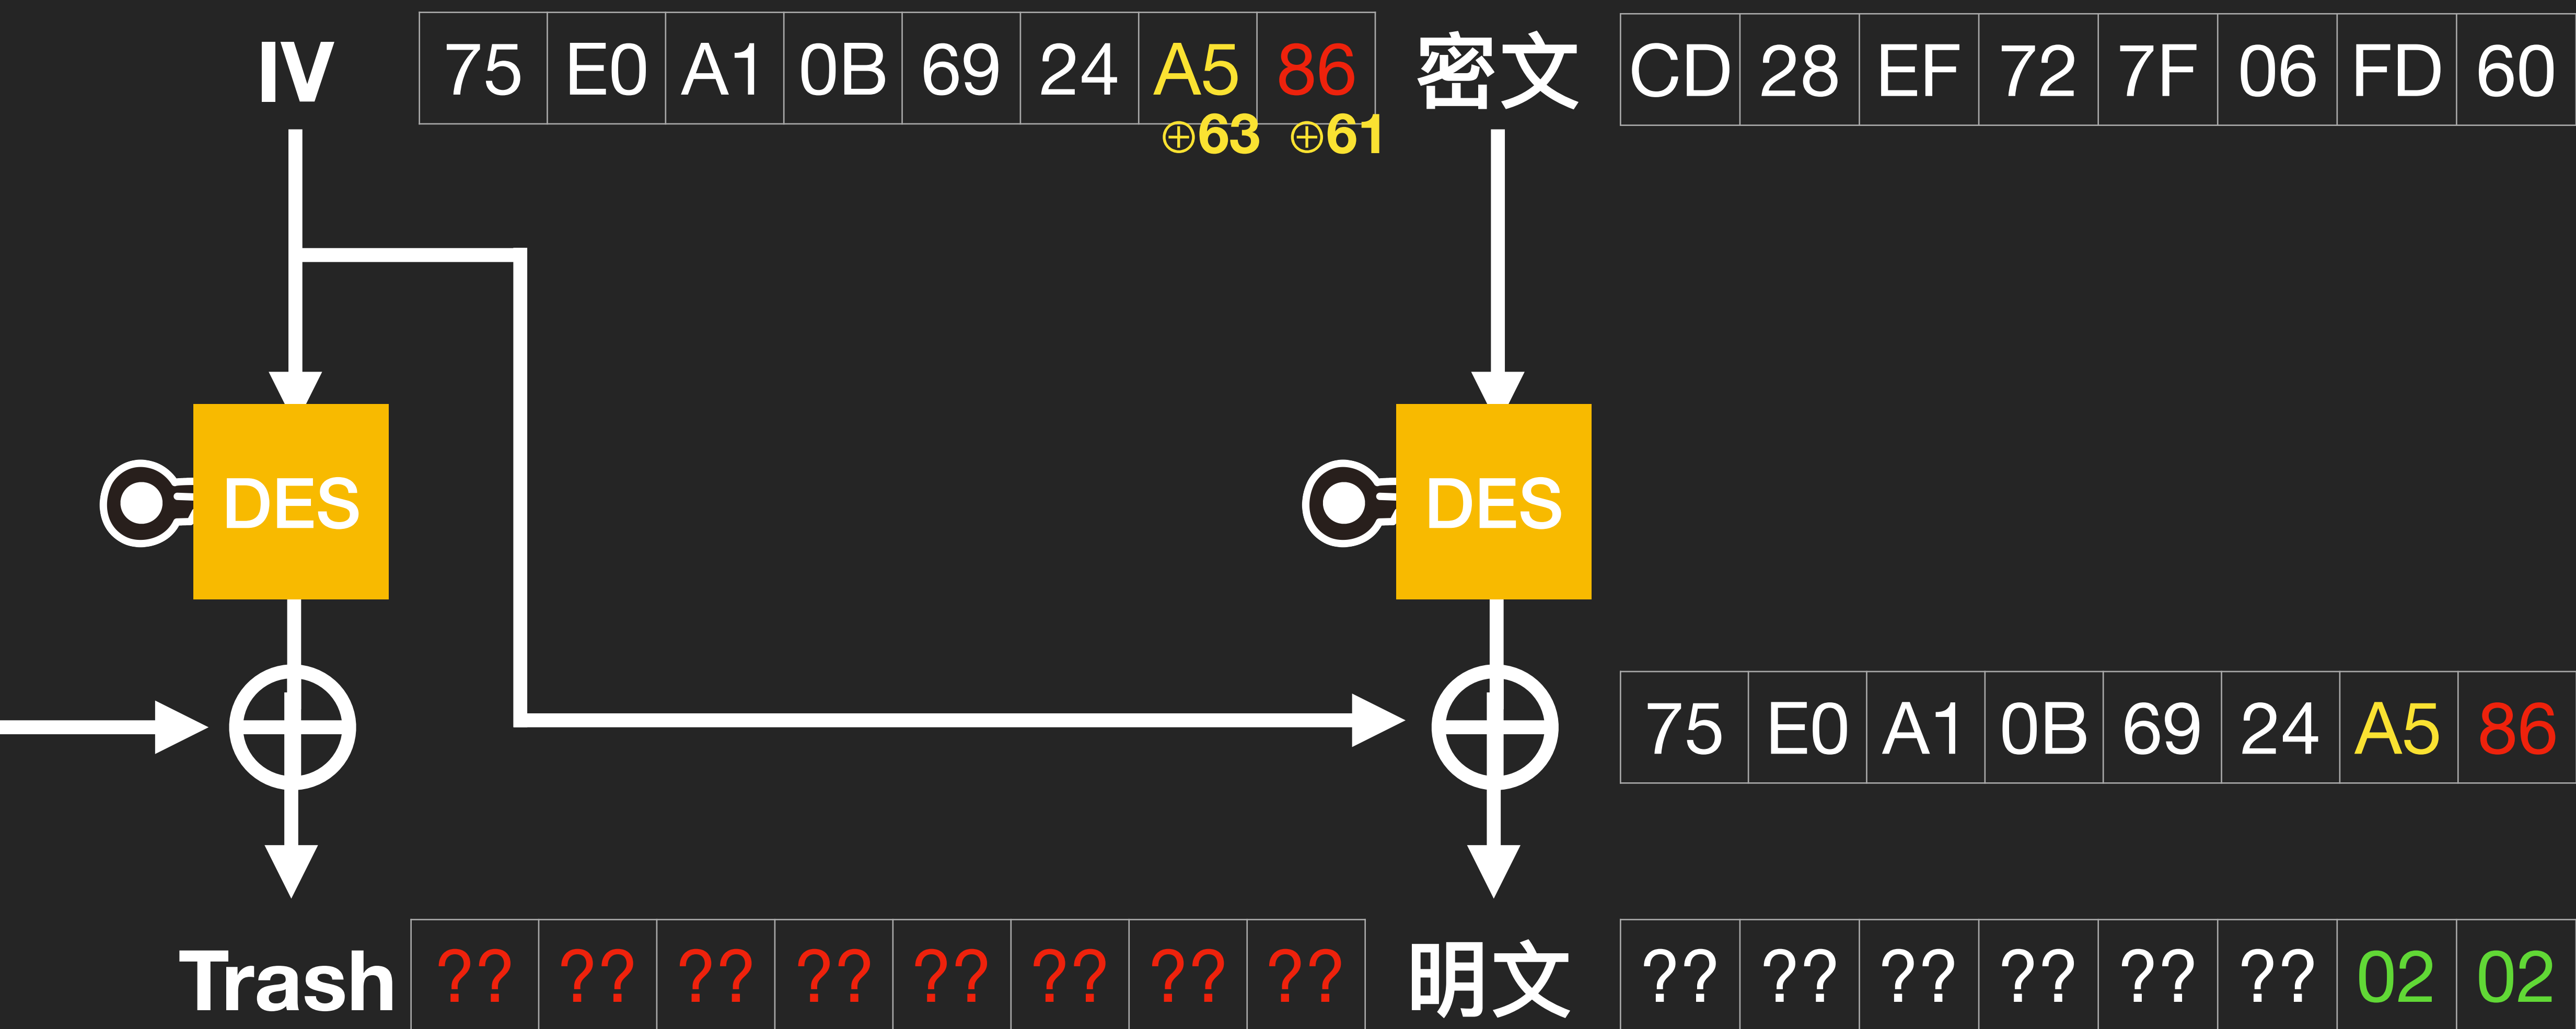 IV 75 E0 A1 0B 69 24 A5 86 密文 CD 28 EF 72 7F 06 FD 60
⊕63 ⊕61
DES DES
75 E0 A1 0B 69 24 A5 86
Trash ?? ?? ?? ?? ?? ?? ?? ?? 明文 ?? ?? ?? ?? ?? ?? 02 02